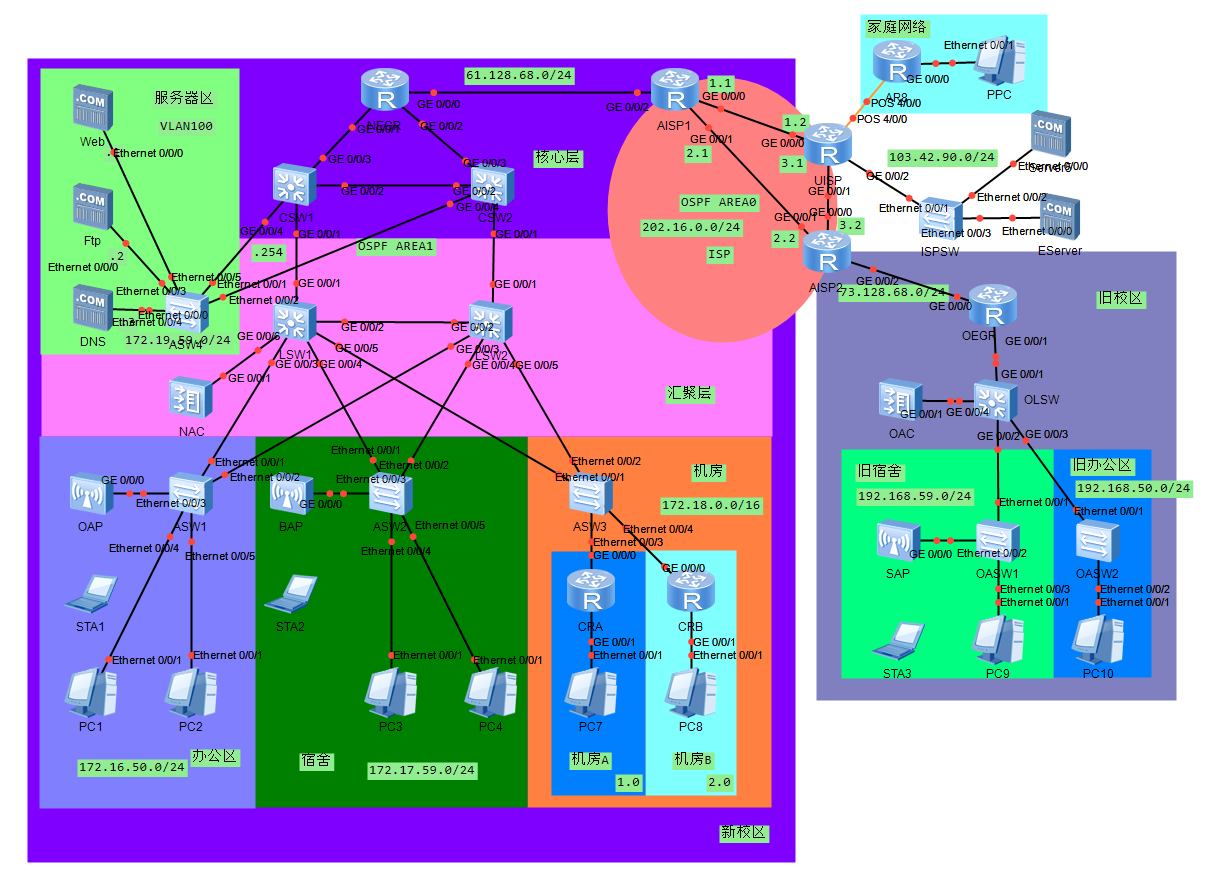 家庭网络
Ethernet 0/0/1
GE 0/0/0
AR8
PPC
POS 4/0/0
POS 4/0/0
61.128.68.0/24
服务器区
VLAN100
Web
Ethernet 0/0/0
GE 0/0/0
GE 0/0/2
GE 0/0/2
AISP1
GE 0/0/0
1.1
GE 0/0/1
2.1
1.2
GE 0/0/0
3.1
UISP
GE 0/0/1
GE 0/0/2
103.42.90.0/24
Ethernet 0/0/0
Ethernet 0/0/2
Ethernet 0/0/1
Ethernet 0/0/3
Ethernet 0/0/0
ISPSW
EServer
GE 0/0/3
GE 0/0/3
核心层
GE 0/0/2
GE 0/0/2
CSW1
CSW2
GE 0/0/4
GE 0/0/4
GE 0/0/1
GE 0/0/1
OSPF AREA1
.254
OSPF AREA0
202.16.0.0/24
ISP
GE 0/0/1
GE 0/0/0
2.2
3.2
AISP2
GE 0/0/2
73.128.68.0/24
GE 0/0/0
Ftp
.2
Ethernet 0/0/0
Ethernet 0/0/5
Ethernet 0/0/1
Ethernet 0/0/3
Ethernet 0/0/2
Ethernet 0/0/0
Ethernet 0/0/4
DNS
ASW4
172.19.59.0/24
GE 0/0/1
GE 0/0/1
GE 0/0/2
GE 0/0/2
GE 0/0/6
GE 0/0/5
LSW1
LSW2
GE 0/0/3
GE 0/0/4
GE 0/0/3
GE 0/0/4
GE 0/0/5
GE 0/0/1
NAC
汇聚层
旧校区
OEGR
GE 0/0/1
GE 0/0/1
OLSW
OAC
GE 0/0/1
GE 0/0/4
GE 0/0/2
GE 0/0/3
Ethernet 0/0/1
Ethernet 0/0/2
Ethernet 0/0/1
Ethernet 0/0/2
Ethernet 0/0/2
Ethernet 0/0/1
机房
172.18.0.0/16
GE 0/0/0
Ethernet 0/0/3
OAP
ASW1
Ethernet 0/0/4
Ethernet 0/0/5
GE 0/0/0
Ethernet 0/0/3
BAP
ASW2
Ethernet 0/0/5
Ethernet 0/0/4
ASW3
Ethernet 0/0/4
Ethernet 0/0/3
GE 0/0/0
GE 0/0/0
旧宿舍
192.168.59.0/24
旧办公区
192.168.50.0/24
Ethernet 0/0/1
Ethernet 0/0/1
GE 0/0/0
Ethernet 0/0/2
SAP
OASW1
OASW2
Ethernet 0/0/3
Ethernet 0/0/1
Ethernet 0/0/2
Ethernet 0/0/1
STA3
PC9
PC10
STA1
STA2
CRA
CRB
GE 0/0/1
Ethernet 0/0/1
GE 0/0/1
Ethernet 0/0/1
Ethernet 0/0/1
Ethernet 0/0/1
Ethernet 0/0/1
Ethernet 0/0/1
PC1
PC2
PC3
PC4
PC7
PC8
办公区
172.16.50.0/24
宿舍
172.17.59.0/24
机房A
1.0
机房B
2.0
新校区